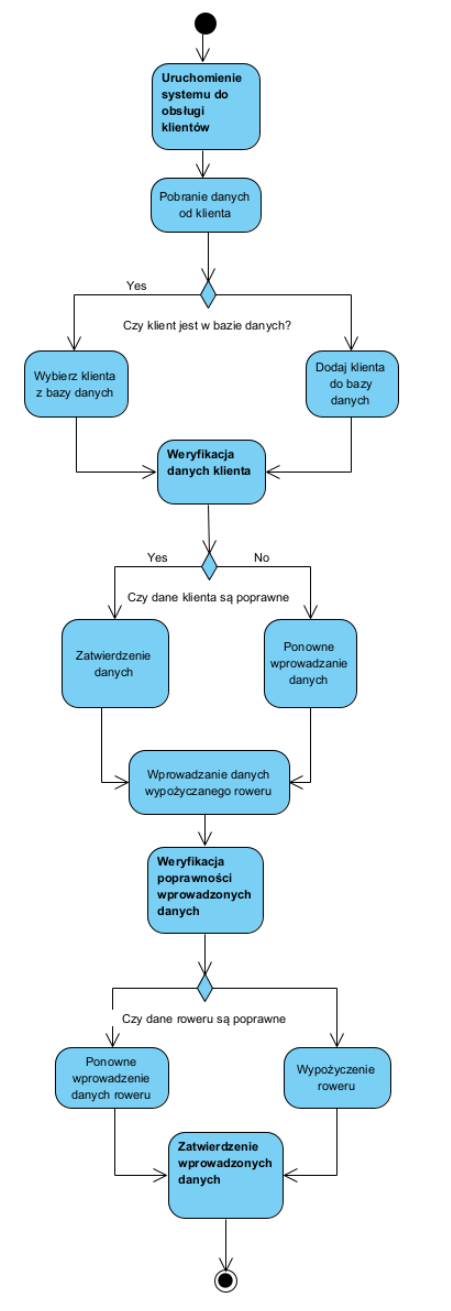 Uruchomienie
systemu do
obsługi
klientów
Pobranie danych
od klienta
Yes
Czy klient jest w bazie danych?
Wybierz klienta
z bazy danych
Dodaj klienta
do bazy
danych
Weryfikacja
danych klienta
Yes
No
Czy dane klienta są poprawne
Zatwierdzenie
danych
Ponowne
wprowadzanie
danych
Wprowadzanie danych
wypożyczanego roweru
Weryfikacja
poprawności
wprowadzonych
danych
Czy dane roweru są poprawne
Ponowne
wprowadzenie
danych roweru
Wypożyczenie
roweru
Zatwierdzenie
wprowadzonych
danych